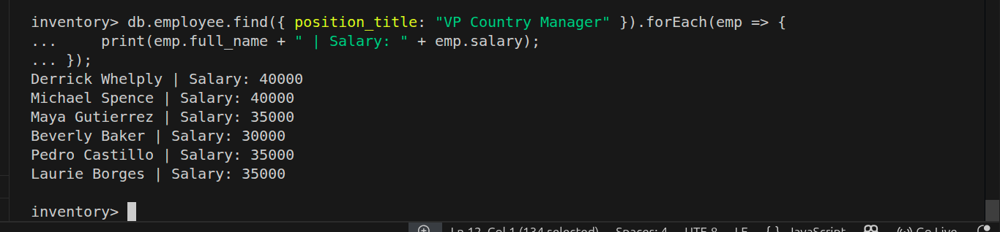 inventory> db.employee.find({ position_title: "VP Country Manager" }).forEach(emp => {
...     print(emp.full_name + " | Salary: " + emp.salary);
... });
Derrick Whelply | Salary: 40000
Michael Spence | Salary: 40000
Maya Gutierrez | Salary: 35000
Beverly Baker | Salary: 30000
Pedro Castillo | Salary: 35000
Laurie Borges | Salary: 35000
inventory>
Ln 12, Col 1 (134 selected) Spaces: 4 UTF-8 LF { } JavaScript Go Live